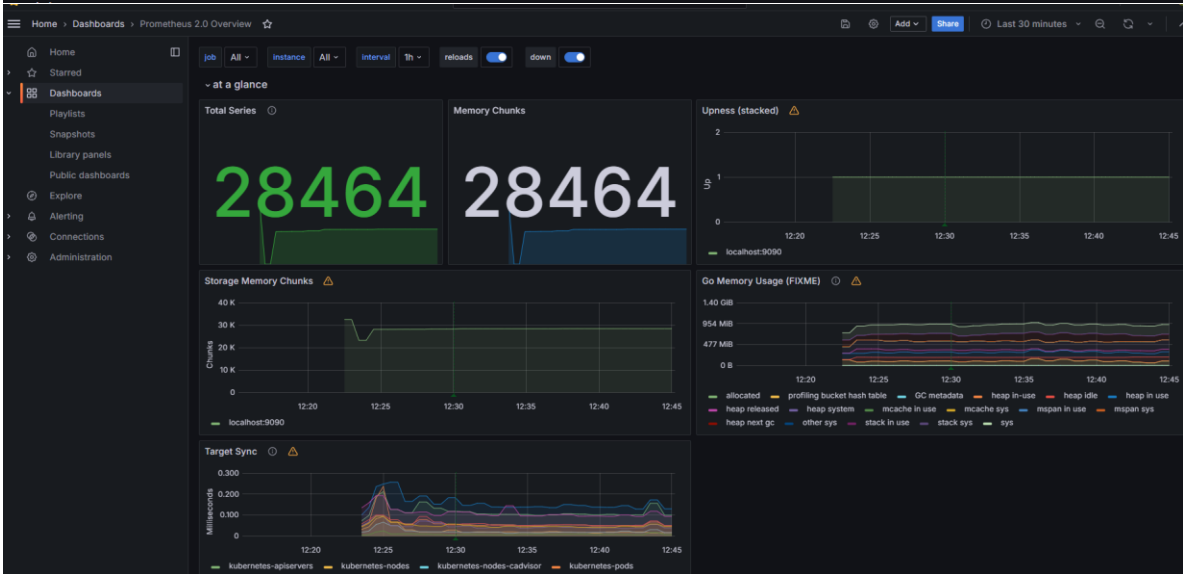 Home › Dashboards › Prometheus 2.0 Overview
Add
Share
Last 30 minutes
Home
Starred
Dashboards
Playlists
Snapshots
Library panels
Public dashboards
Explore
Alerting
Connections
Administration
job All instance All interval 1h reloads down
at a glance
Total Series
28464
Memory Chunks
28464
Upness (stacked)
Up
2
1
0
12:20 12:25 12:30 12:35 12:40 12:45
localhost:9090
Storage Memory Chunks
Chunks
40 K
30 K
20 K
10 K
0
12:20 12:25 12:30 12:35 12:40 12:45
localhost:9090
Go Memory Usage (FIXME)
1.40 GiB
954 MiB
477 MiB
0 B
12:20 12:25 12:30 12:35 12:40 12:45
allocated profiling bucket hash table GC metadata heap in-use heap idle heap in use
heap released heap system mcache in use mcache sys mspan in use mspan sys
heap next gc other sys stack in use stack sys sys
Target Sync
Milliseconds
0.300
0.200
0.100
0
12:20 12:25 12:30 12:35 12:40 12:45
kubernetes-apiservers kubernetes-nodes kubernetes-nodes-cadvisor kubernetes-pods